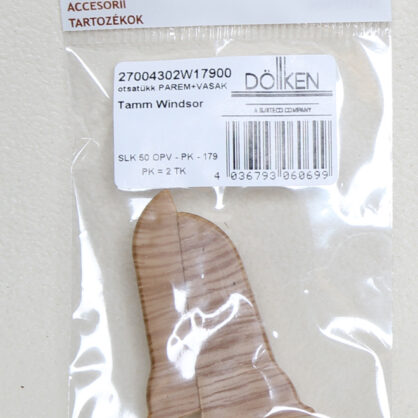 ACCESORII
TARTOZÉKOK
27004302W17900
otsatükk PAREM+VASAK
Tamm Windsor
DÖLLKEN
A SURTECO COMPANY
SLK 50 OPV - PK - 179
PK = 2 TK
4 036793 060699